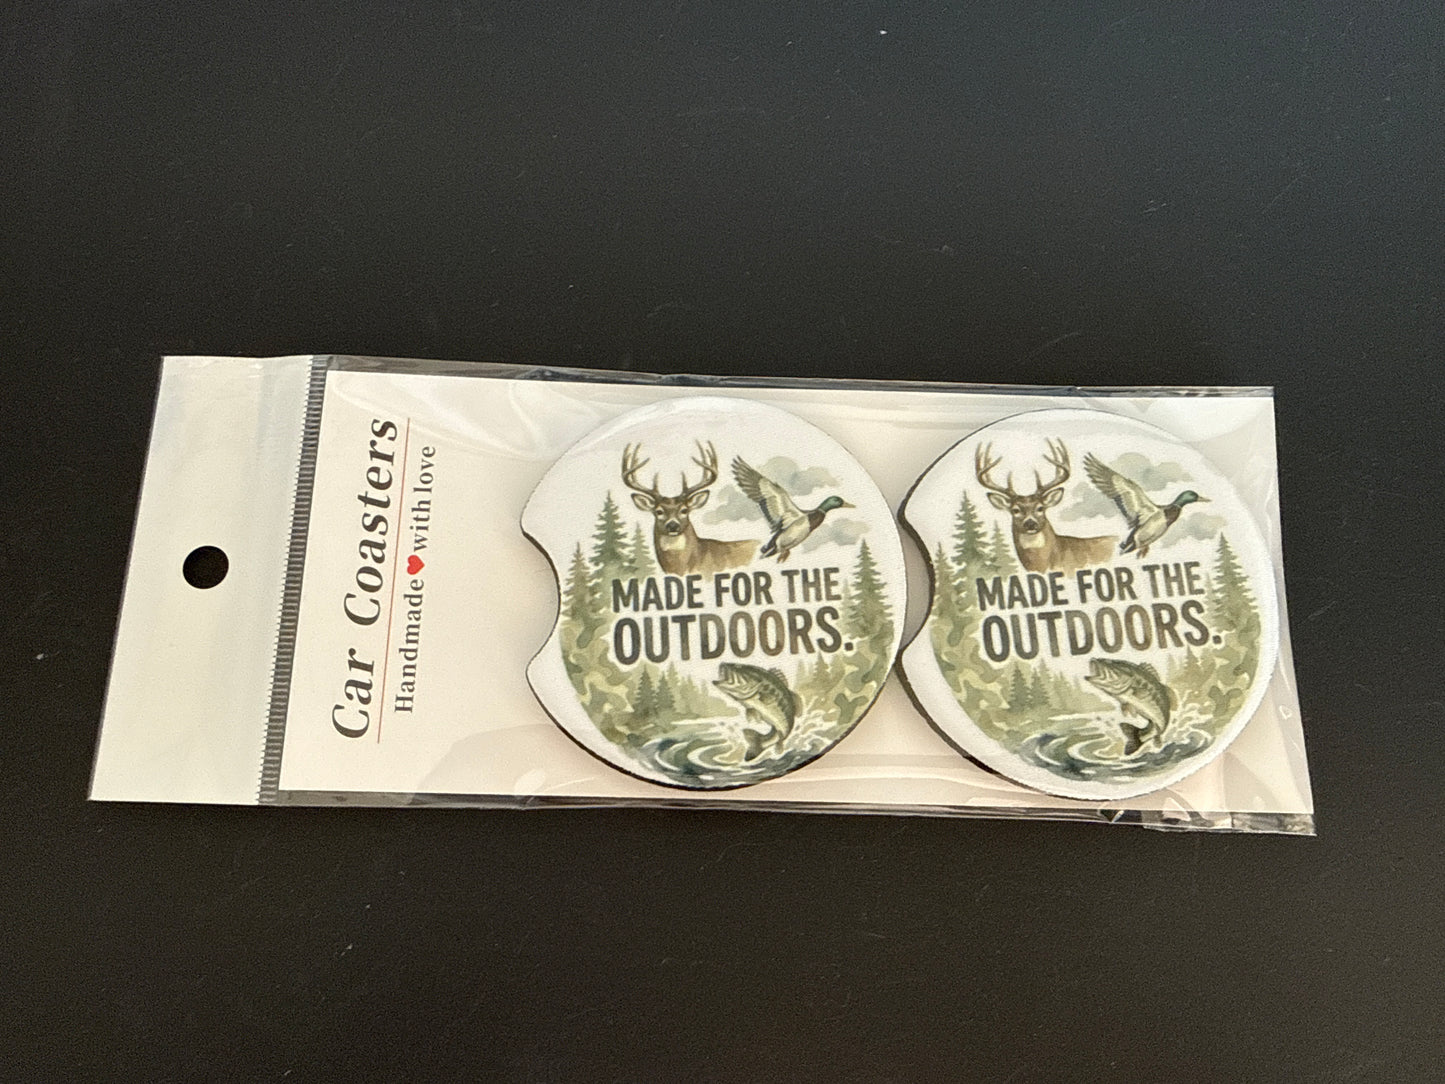 Car Coasters
Handmade❤with love
MADE FOR THE
OUTDOORS.
MADE FOR THE
OUTDOORS.